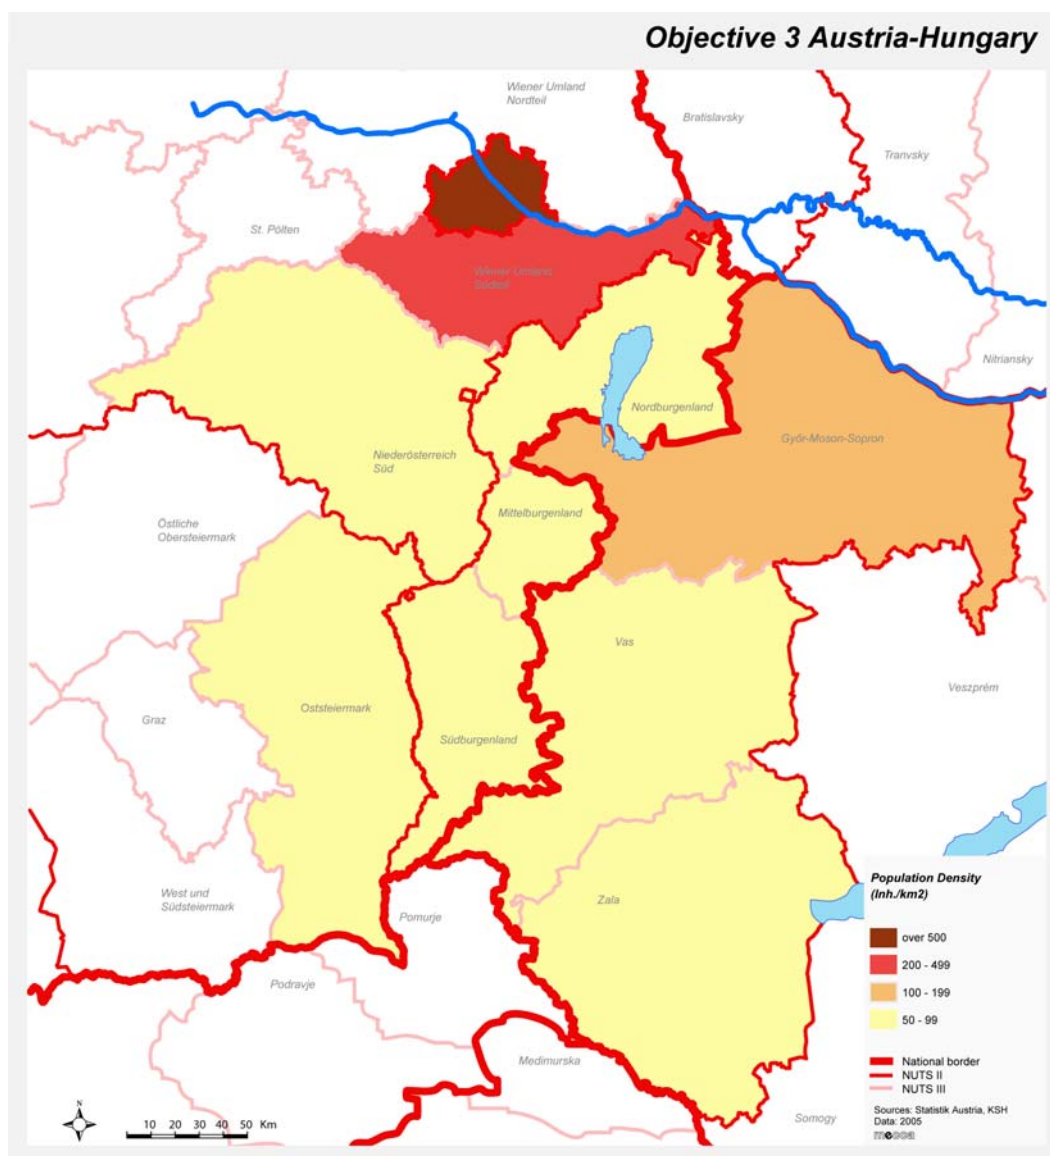 Objective 3 Austria-Hungary
Wiener Umland
Nordteil
Bratislavsky
Tranvsky
St. Pölten
Wiener Umland
Südteil
Nitriansky
Nordburgenland
Győr-Moson-Sopron
Niederösterreich
Süd
Mittelburgenland
Östliche
Obersteiermark
Vas
Veszprém
Oststeiermark
Graz
Südburgenland
West und
Südsteiermark
Pomurje
Zala
Podravje
Medimurska
Somogy
Population Density
(Inh./km2)
over 500
200 - 499
100 - 199
50 - 99
National border
NUTS II
NUTS III
Sources: Statistik Austria, KSH
Data: 2005
mecca
N
10 20 30 40 50 Km